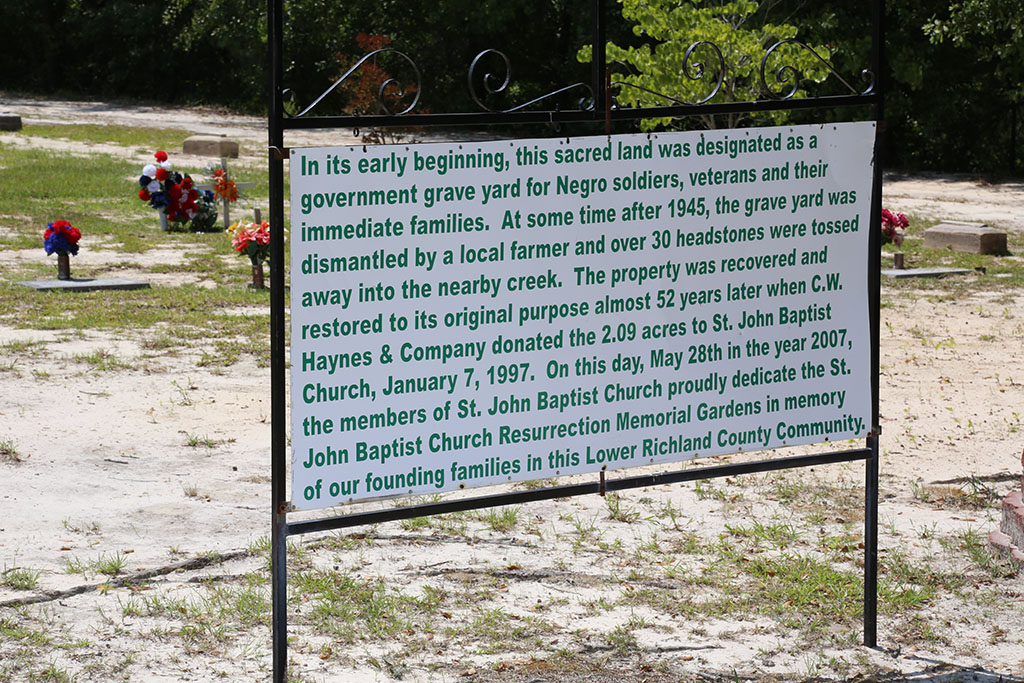 In its early beginning, this sacred land was designated as a
government grave yard for Negro soldiers, veterans and their
immediate families. At some time after 1945, the grave yard was
dismantled by a local farmer and over 30 headstones were tossed
away into the nearby creek. The property was recovered and
restored to its original purpose almost 52 years later when C.W.
Haynes & Company donated the 2.09 acres to St. John Baptist
Church, January 7, 1997. On this day, May 28th in the year 2007,
the members of St. John Baptist Church proudly dedicate the St.
John Baptist Church Resurrection Memorial Gardens in memory
of our founding families in this Lower Richland County Community.